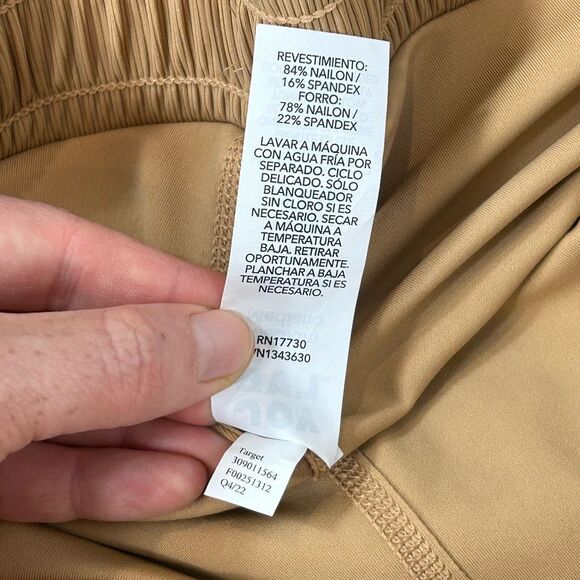 REVESTIMIENTO:
84% NAILON /
16% SPANDEX
FORRO:
78% NAILON /
22% SPANDEX
LAVAR A MÁQUINA
CON AGUA FRÍA POR
SEPARADO. CICLO
DELICADO. SÓLO
BLANQUEADOR
SIN CLORO SI ES
NECESARIO. SECAR
A MÁQUINA A
TEMPERATURA
BAJA. RETIRAR
OPORTUNAMENTE.
PLANCHAR A BAJA
TEMPERATURA SI ES
NECESARIO.
RN17730
VN1343630
Target
309011564
F00251312
Q4/22